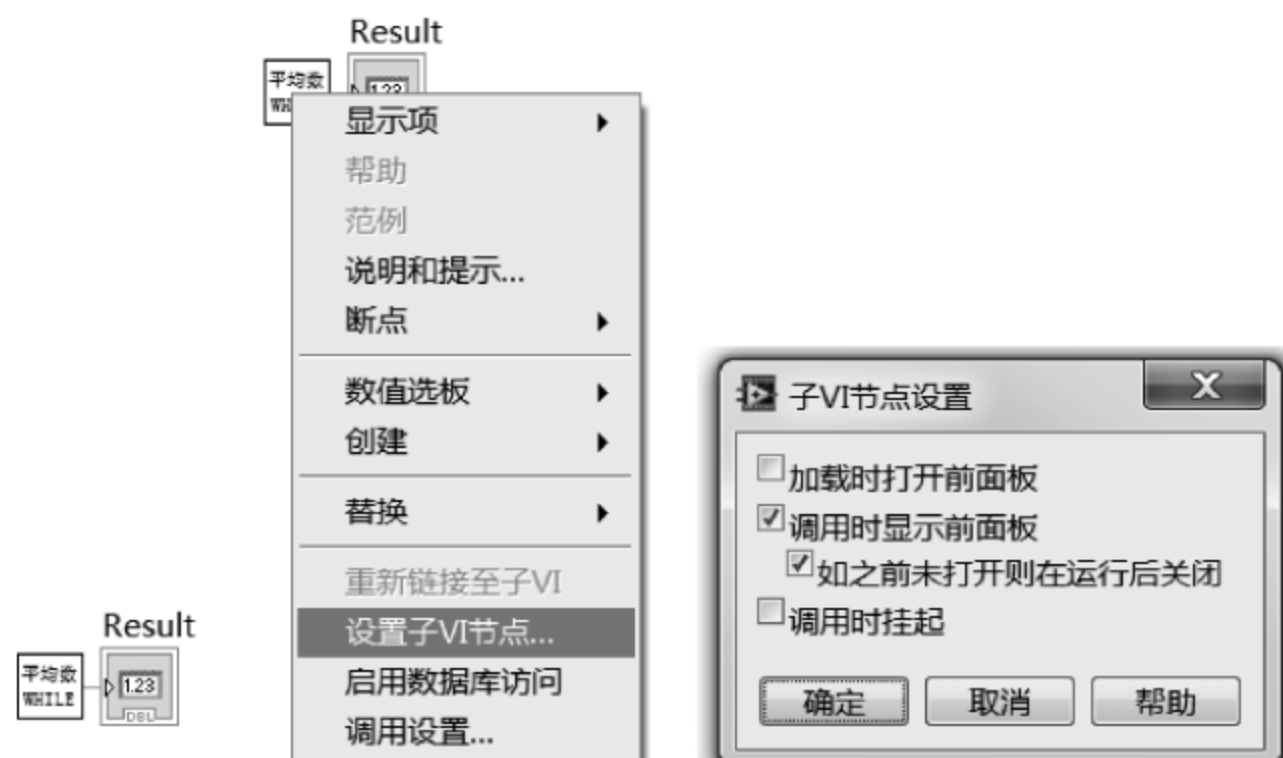 Result
平均数
1.23
显示项
帮助
范例
说明和提示...
断点
数值选板
创建
替换
重新链接至子VI
设置子VI节点...
启用数据库访问
调用设置...
Result
平均数
WHILE
1.23
DBL
子VI节点设置
加载时打开前面板
调用时显示前面板
如之前未打开则在运行后关闭
调用时挂起
确定
取消
帮助